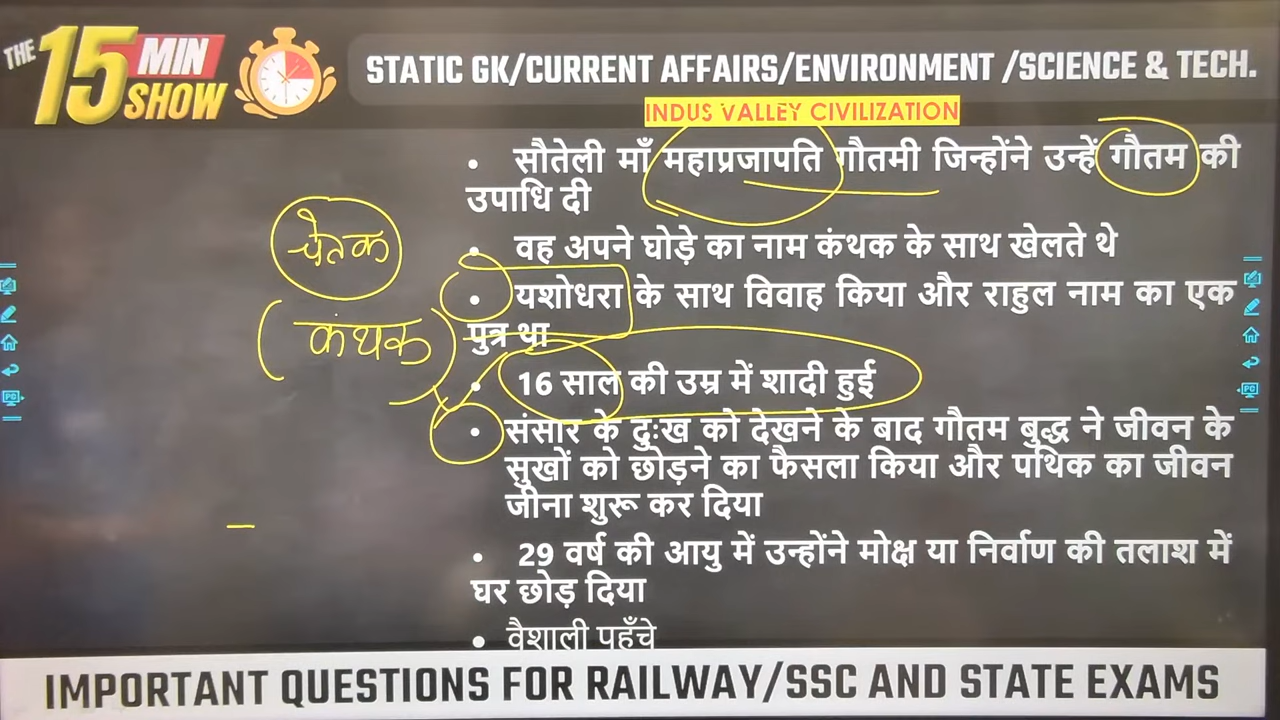 THE 15 MIN SHOW
STATIC GK/CURRENT AFFAIRS/ENVIRONMENT /SCIENCE & TECH.
INDUS VALLEY CIVILIZATION
• सौतेली माँ महाप्रजापति गौतमी जिन्होंने उन्हें गौतम की
उपाधि दी
• वह अपने घोड़े का नाम कंथक के साथ खेलते थे
चेतक
• यशोधरा के साथ विवाह किया और राहुल नाम का एक
पुत्र था
(कंथक)
• 16 साल की उम्र में शादी हुई
• संसार के दुःख को देखने के बाद गौतम बुद्ध ने जीवन के
सुखों को छोड़ने का फैसला किया और पथिक का जीवन
जीना शुरू कर दिया
• 29 वर्ष की आयु में उन्होंने मोक्ष या निर्वाण की तलाश में
घर छोड़ दिया
• वैशाली पहुँचे
IMPORTANT QUESTIONS FOR RAILWAY/SSC AND STATE EXAMS